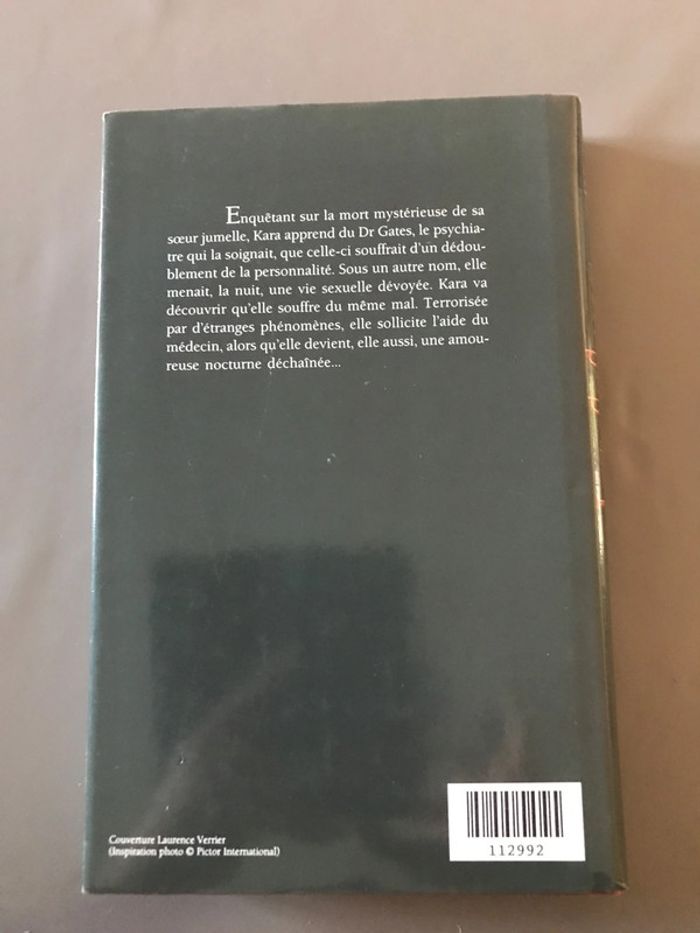 Enquêtant sur la mort mystérieuse de sa
sœur jumelle, Kara apprend du Dr Gates, le psychia-
tre qui la soignait, que celle-ci souffrait d'un dédou-
blement de la personnalité. Sous un autre nom, elle
menait, la nuit, une vie sexuelle dévoyée. Kara va
découvrir qu'elle souffre du même mal. Terrorisée
par d'étranges phénomènes, elle sollicite l'aide du
médecin, alors qu'elle devient, elle aussi, une amou-
reuse nocturne déchaînée...
Couverture Laurence Verrier
(Inspiration photo © Pictor International)
112992